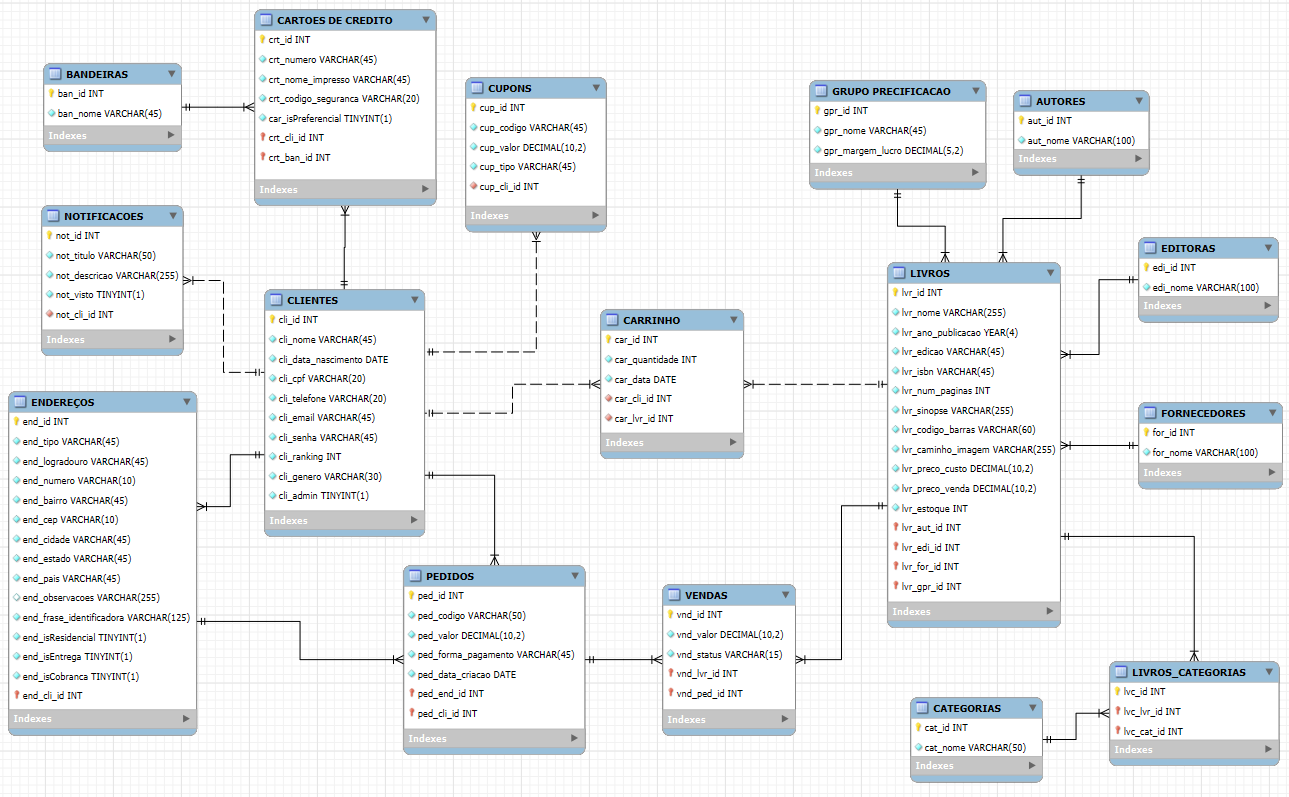 CARTOES DE CREDITO
crt_id INT
crt_numero VARCHAR(45)
crt_nome_impresso VARCHAR(45)
crt_codigo_seguranca VARCHAR(20)
car_isPreferencial TINYINT(1)
crt_cli_id INT
crt_ban_id INT
Indexes
BANDEIRAS
ban_id INT
ban_nome VARCHAR(45)
Indexes
CUPONS
cup_id INT
cup_codigo VARCHAR(45)
cup_valor DECIMAL(10,2)
cup_tipo VARCHAR(45)
cup_cli_id INT
Indexes
GRUPO PRECIFICACAO
gpr_id INT
gpr_nome VARCHAR(45)
gpr_margem_lucro DECIMAL(5,2)
Indexes
AUTORES
aut_id INT
aut_nome VARCHAR(100)
Indexes
NOTIFICACOES
not_id INT
not_titulo VARCHAR(50)
not_descricao VARCHAR(255)
not_visto TINYINT(1)
not_cli_id INT
Indexes
CLIENTES
cli_id INT
cli_nome VARCHAR(45)
cli_data_nascimento DATE
cli_cpf VARCHAR(20)
cli_telefone VARCHAR(20)
cli_email VARCHAR(45)
cli_senha VARCHAR(45)
cli_ranking INT
cli_genero VARCHAR(30)
cli_admin TINYINT(1)
Indexes
CARRINHO
car_id INT
car_quantidade INT
car_data DATE
car_cli_id INT
car_lvr_id INT
Indexes
LIVROS
lvr_id INT
lvr_nome VARCHAR(255)
lvr_ano_publicacao YEAR(4)
lvr_edicao VARCHAR(45)
lvr_isbn VARCHAR(45)
lvr_num_paginas INT
lvr_sinopse VARCHAR(255)
lvr_codigo_barras VARCHAR(60)
lvr_caminho_imagem VARCHAR(255)
lvr_preco_custo DECIMAL(10,2)
lvr_preco_venda DECIMAL(10,2)
lvr_estoque INT
lvr_aut_id INT
lvr_edi_id INT
lvr_for_id INT
lvr_gpr_id INT
Indexes
EDITORAS
edi_id INT
edi_nome VARCHAR(100)
Indexes
FORNECEDORES
for_id INT
for_nome VARCHAR(100)
Indexes
ENDEREÇOS
end_id INT
end_tipo VARCHAR(45)
end_logradouro VARCHAR(45)
end_numero VARCHAR(10)
end_bairro VARCHAR(45)
end_cep VARCHAR(10)
end_cidade VARCHAR(45)
end_estado VARCHAR(45)
end_pais VARCHAR(45)
end_observacoes VARCHAR(255)
end_frase_identificadora VARCHAR(125)
end_isResidencial TINYINT(1)
end_isEntrega TINYINT(1)
end_isCobranca TINYINT(1)
end_cli_id INT
Indexes
PEDIDOS
ped_id INT
ped_codigo VARCHAR(50)
ped_valor DECIMAL(10,2)
ped_forma_pagamento VARCHAR(45)
ped_data_criacao DATE
ped_end_id INT
ped_cli_id INT
Indexes
VENDAS
vnd_id INT
vnd_valor DECIMAL(10,2)
vnd_status VARCHAR(15)
vnd_lvr_id INT
vnd_ped_id INT
Indexes
CATEGORIAS
cat_id INT
cat_nome VARCHAR(50)
Indexes
LIVROS_CATEGORIAS
lvc_id INT
lvc_lvr_id INT
lvc_cat_id INT
Indexes